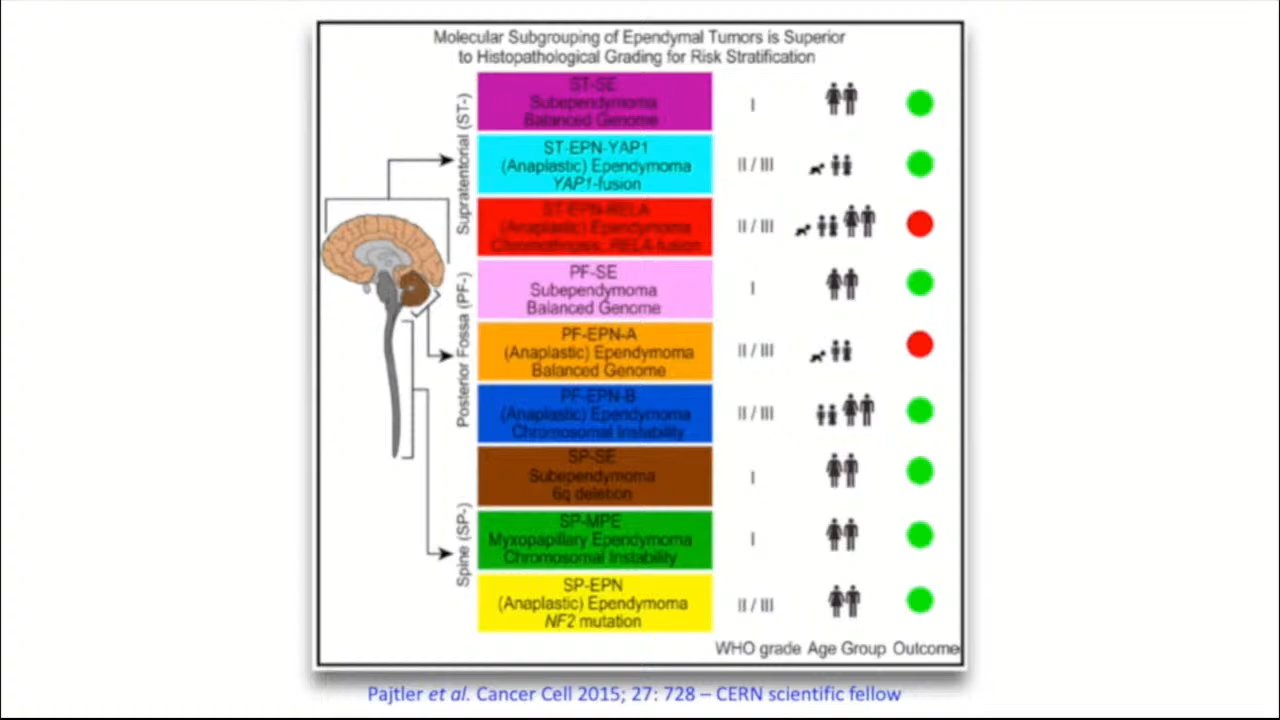 Molecular Subgrouping of Ependymal Tumors is Superior
to Histopathological Grading for Risk Stratification
Supratentorial (ST-)
ST-SE
Subependymoma
Balanced Genome
I
ST-EPN-YAP1
(Anaplastic) Ependymoma
YAP1-fusion
II / III
ST-EPN-RELA
(Anaplastic) Ependymoma
Chromothripsis, RELA-fusion
II / III
Posterior Fossa (PF-)
PF-SE
Subependymoma
Balanced Genome
I
PF-EPN-A
(Anaplastic) Ependymoma
Balanced Genome
II / III
PF-EPN-B
(Anaplastic) Ependymoma
Chromosomal Instability
II / III
Spine (SP-)
SP-SE
Subependymoma
6q deletion
I
SP-MPE
Myxopapillary Ependymoma
Chromosomal Instability
I
SP-EPN
(Anaplastic) Ependymoma
NF2 mutation
II / III
WHO grade Age Group Outcome
Pajtler et al. Cancer Cell 2015; 27: 728 – CERN scientific fellow